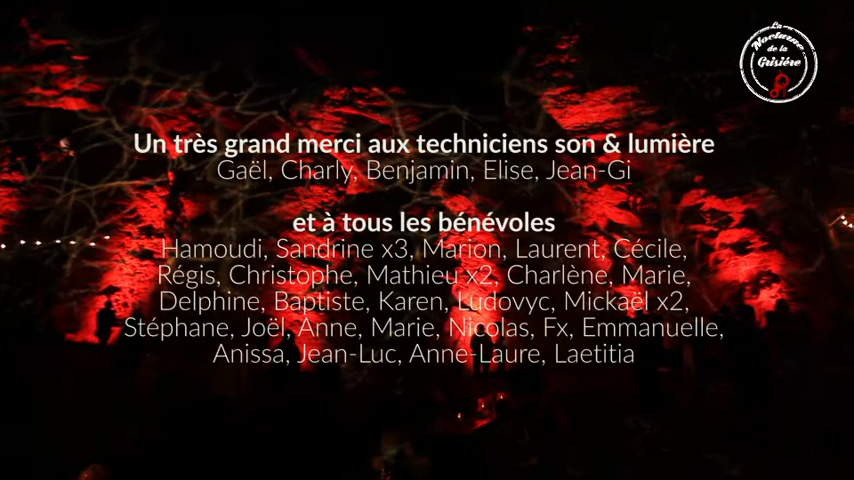 La
Nocturne
de la
Grisière
Un très grand merci aux techniciens son & lumière
Gaël, Charly, Benjamin, Elise, Jean-Gi
et à tous les bénévoles
Hamoudi, Sandrine x3, Marion, Laurent, Cécile,
Régis, Christophe, Mathieu x2, Charlène, Marie,
Delphine, Baptiste, Karen, Ludovyc, Mickaël x2,
Stéphane, Joël, Anne, Marie, Nicolas, Fx, Emmanuelle,
Anissa, Jean-Luc, Anne-Laure, Laetitia